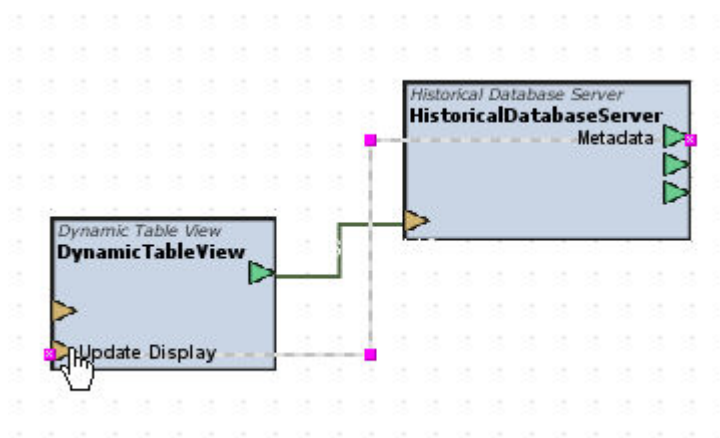 Historical Database Server
HistoricalDatabaseServer
Metadata
Dynamic Table View
DynamicTableView
Update Display